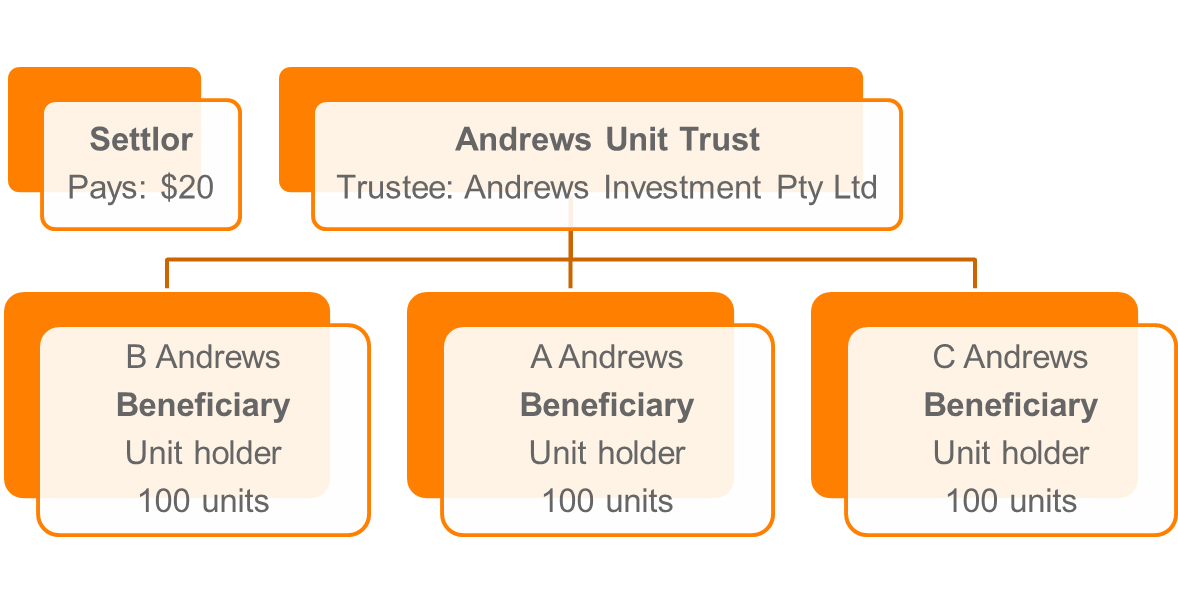 Settlor
Pays: $20
Andrews Unit Trust
Trustee: Andrews Investment Pty Ltd
B Andrews
Beneficiary
Unit holder
100 units
A Andrews
Beneficiary
Unit holder
100 units
C Andrews
Beneficiary
Unit holder
100 units